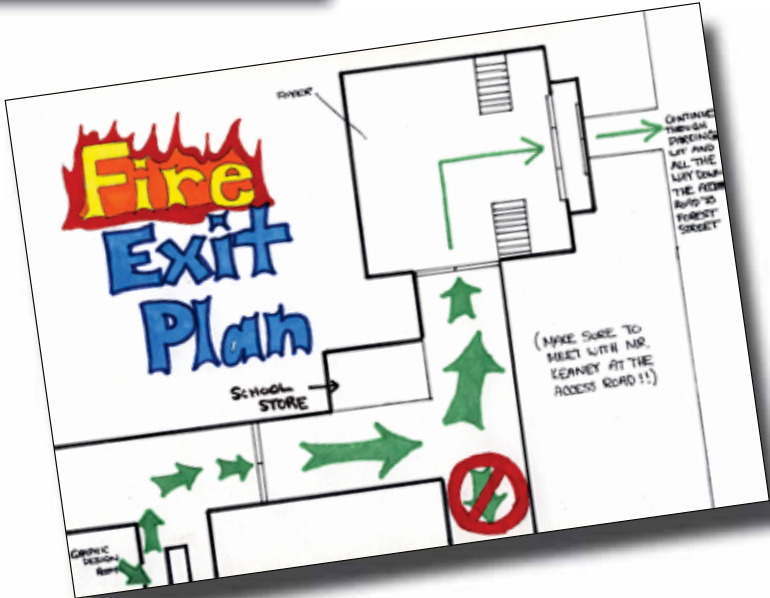 Fire
Exit
Plan
FOYER
CONTINUE
THROUGH
PARKING
LOT AND
ALL THE
WAY DOWN
THE ACCESS
ROAD TO
FOREST
STREET
(MAKE SURE TO
MEET WITH MR.
KEANEY AT THE
ACCESS ROAD!!)
SCHOOL
STORE
GRAPHIC
DESIGN
ROOM